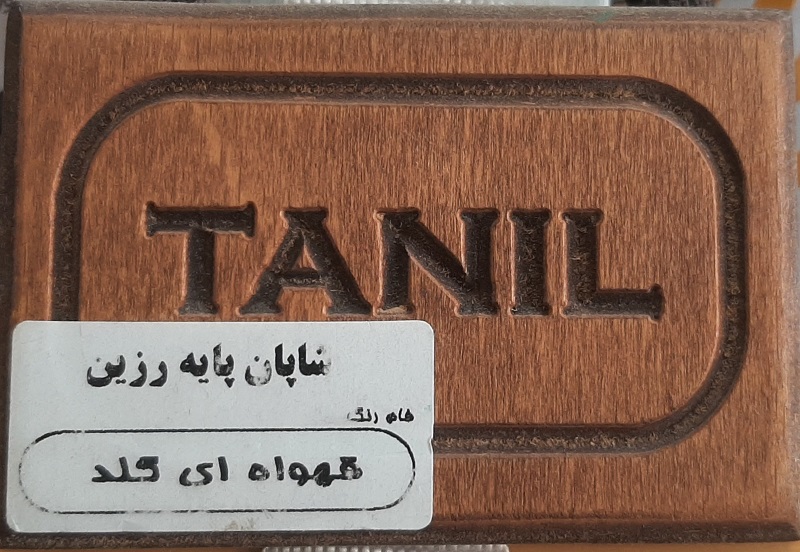 TANIL
شاپان پایه رزین
نام رنگ
قهواه ای گلد